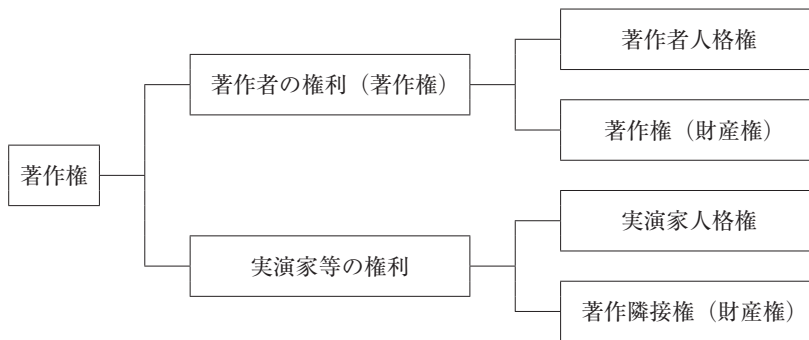 著作権
著作者の権利（著作権）
著作者人格権
著作権（財産権）
実演家等の権利
実演家人格権
著作隣接権（財産権）